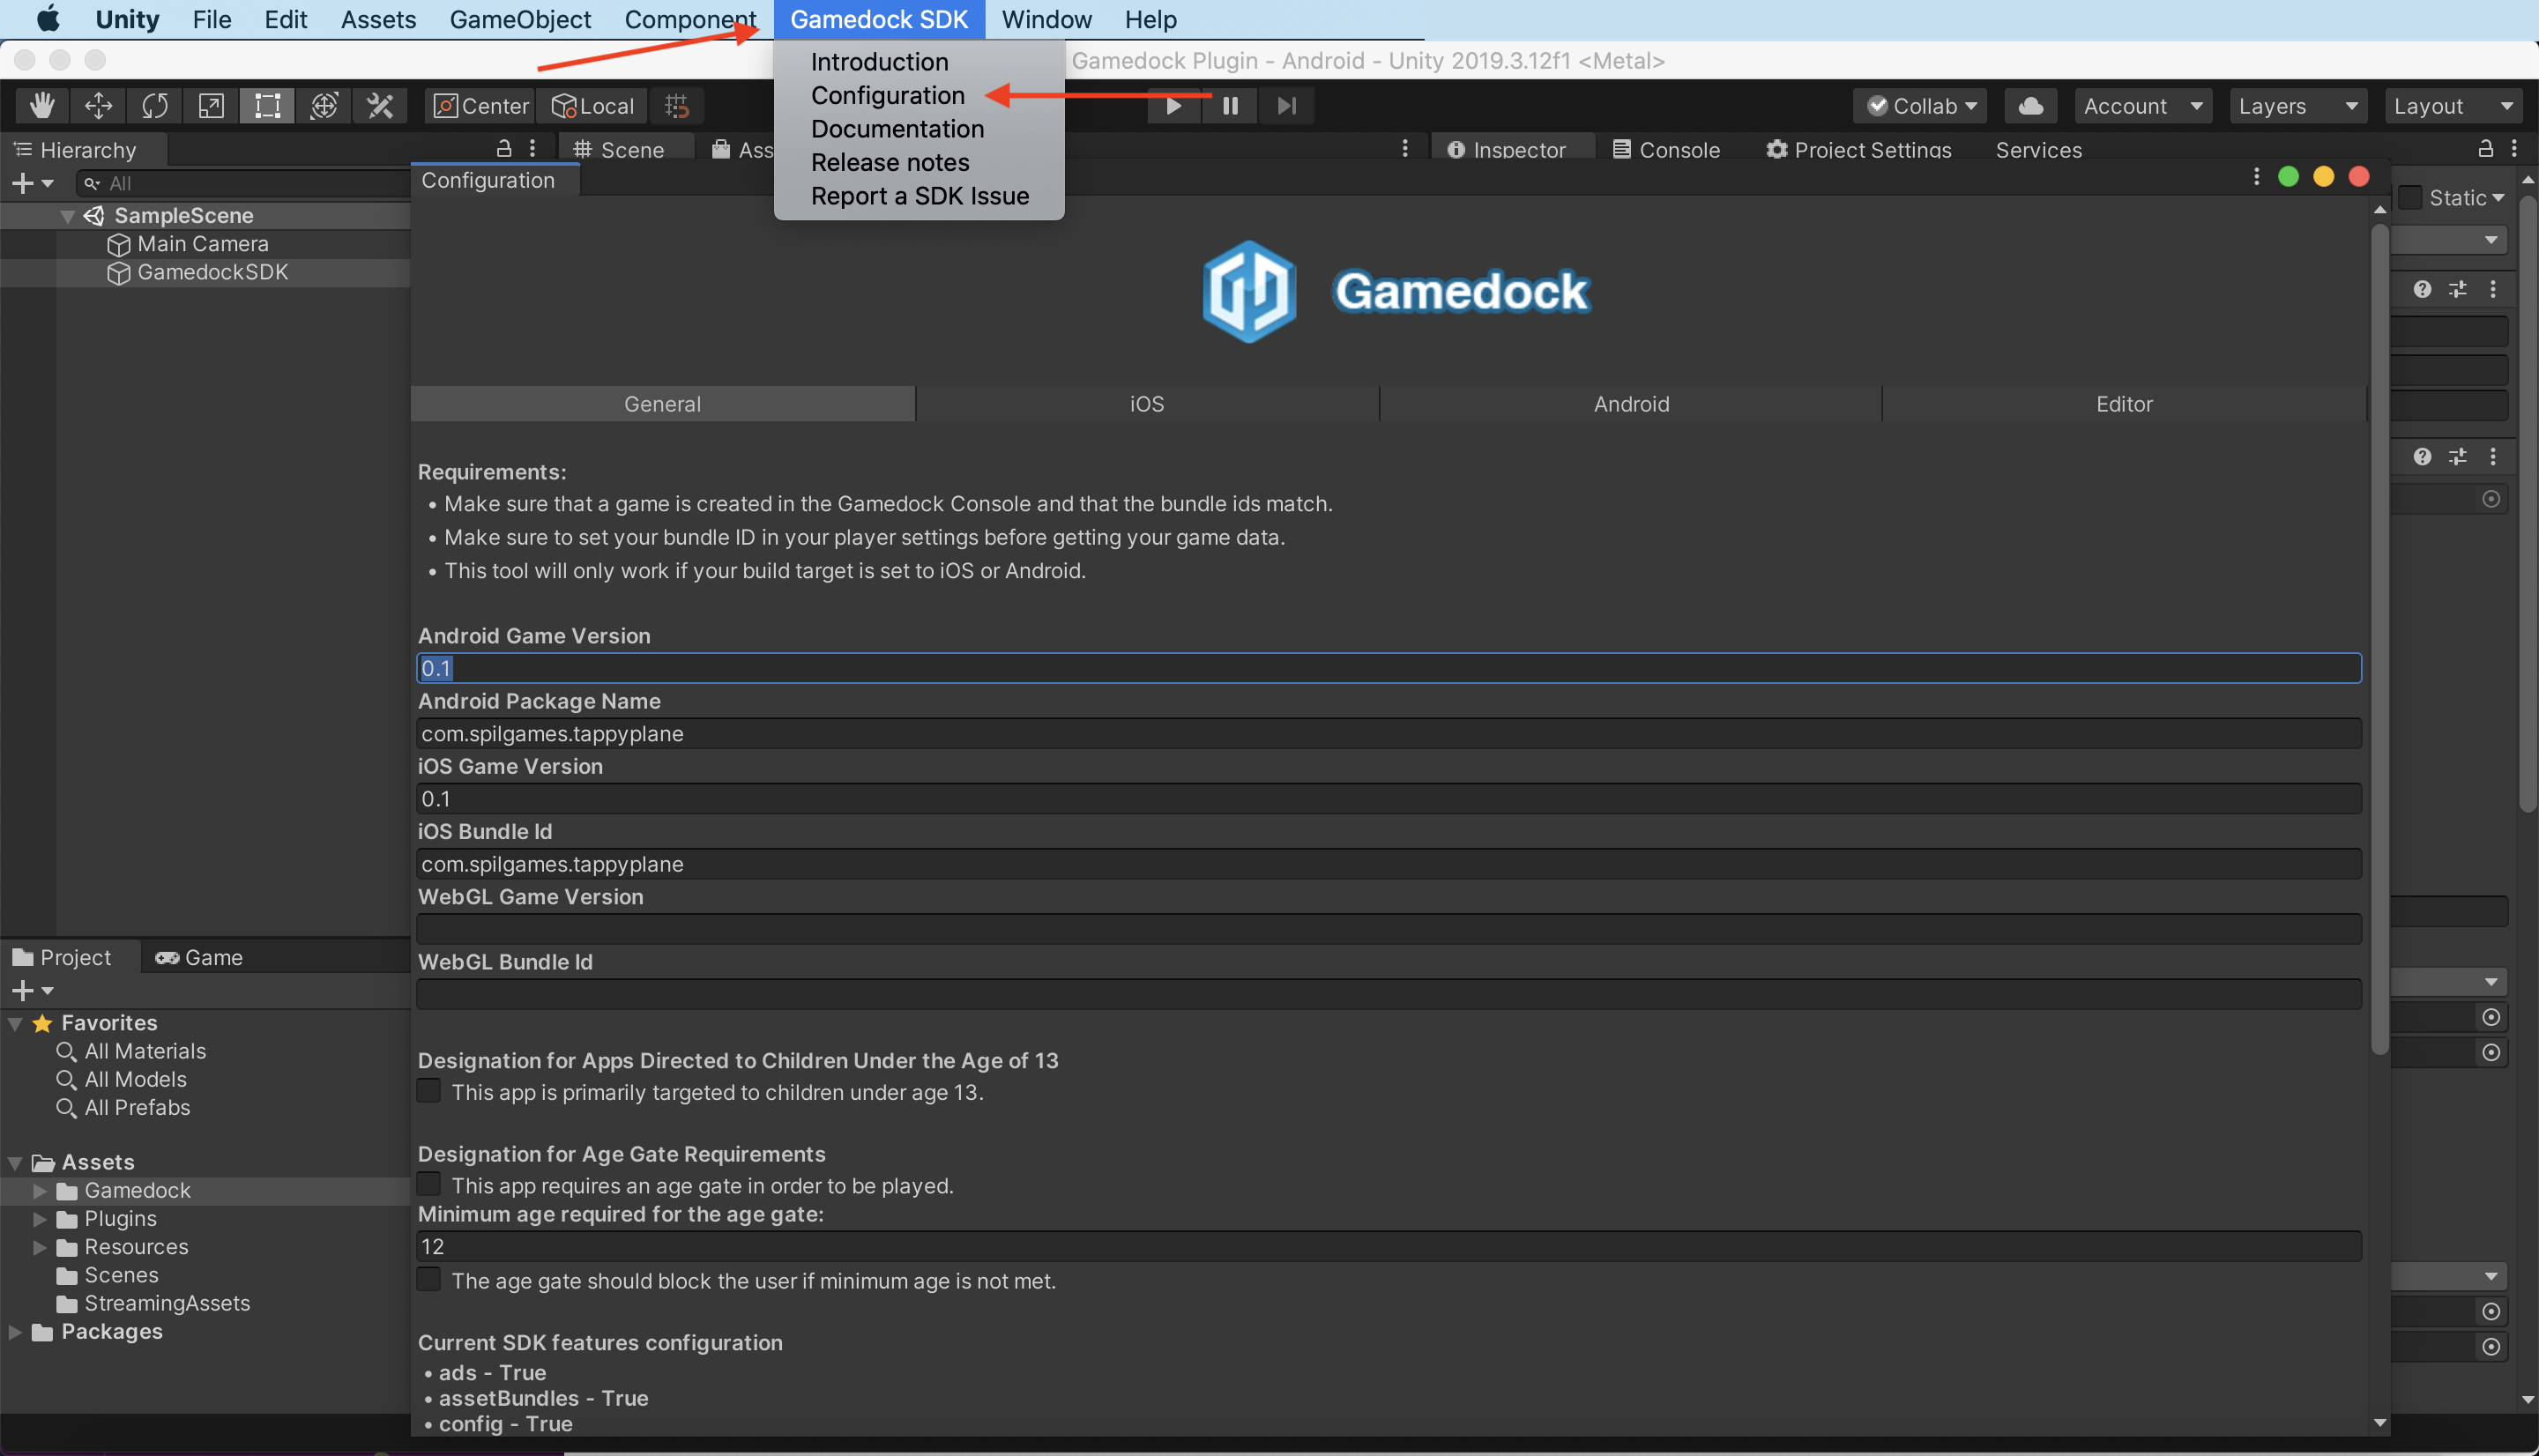 Unity File Edit Assets GameObject Component Gamedock SDK Window Help
Gamedock Plugin - Android - Unity 2019.3.12f1 <Metal>
Introduction
Configuration
Documentation
Release notes
Report a SDK Issue
Center Local Collab Account Layers Layout
Hierarchy Scene Ass Inspector Console Project Settings Services
All
Configuration
Static
SampleScene
Main Camera
GamedockSDK
Gamedock
General iOS Android Editor
Requirements:
• Make sure that a game is created in the Gamedock Console and that the bundle ids match.
• Make sure to set your bundle ID in your player settings before getting your game data.
• This tool will only work if your build target is set to iOS or Android.
Android Game Version
0.1
Android Package Name
com.spilgames.tappyplane
iOS Game Version
0.1
iOS Bundle Id
com.spilgames.tappyplane
WebGL Game Version
WebGL Bundle Id
Designation for Apps Directed to Children Under the Age of 13
This app is primarily targeted to children under age 13.
Designation for Age Gate Requirements
This app requires an age gate in order to be played.
Minimum age required for the age gate:
12
The age gate should block the user if minimum age is not met.
Current SDK features configuration
• ads - True
• assetBundles - True
• config - True
Project Game
Favorites
All Materials
All Models
All Prefabs
Assets
Gamedock
Plugins
Resources
Scenes
StreamingAssets
Packages